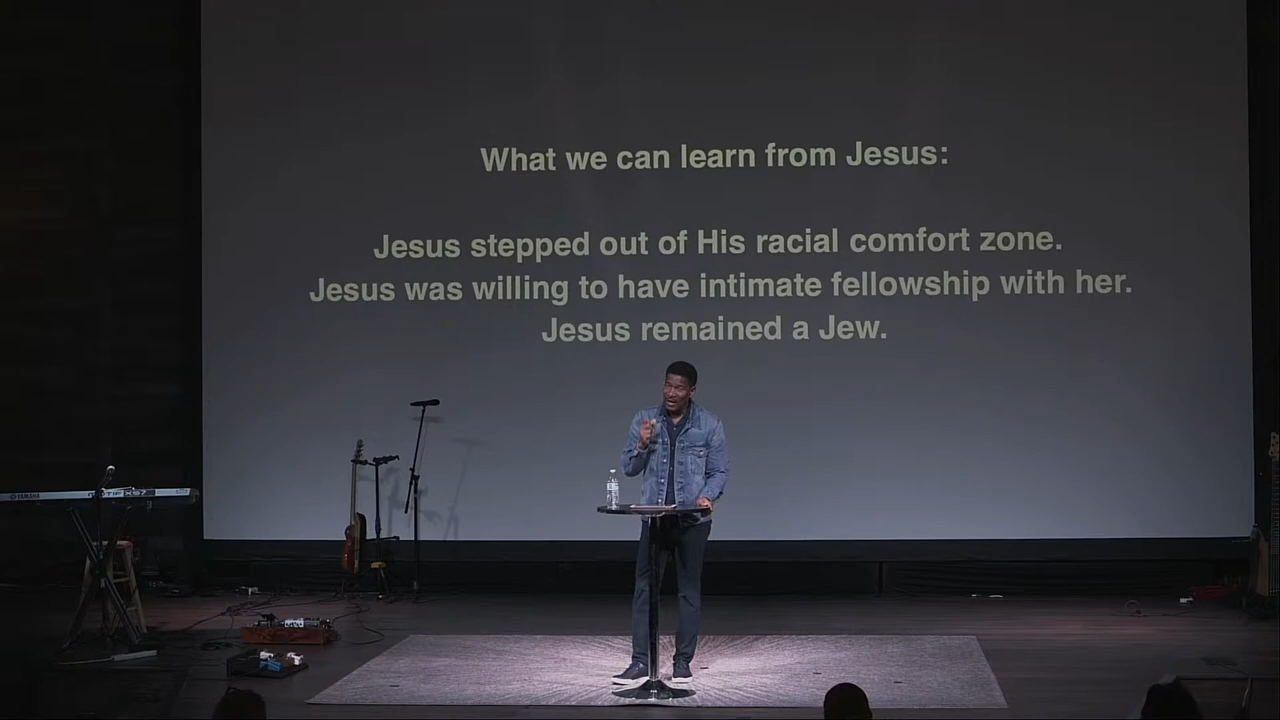 What we can learn from Jesus:
Jesus stepped out of His racial comfort zone.
Jesus was willing to have intimate fellowship with her.
Jesus remained a Jew.
YAMAHA